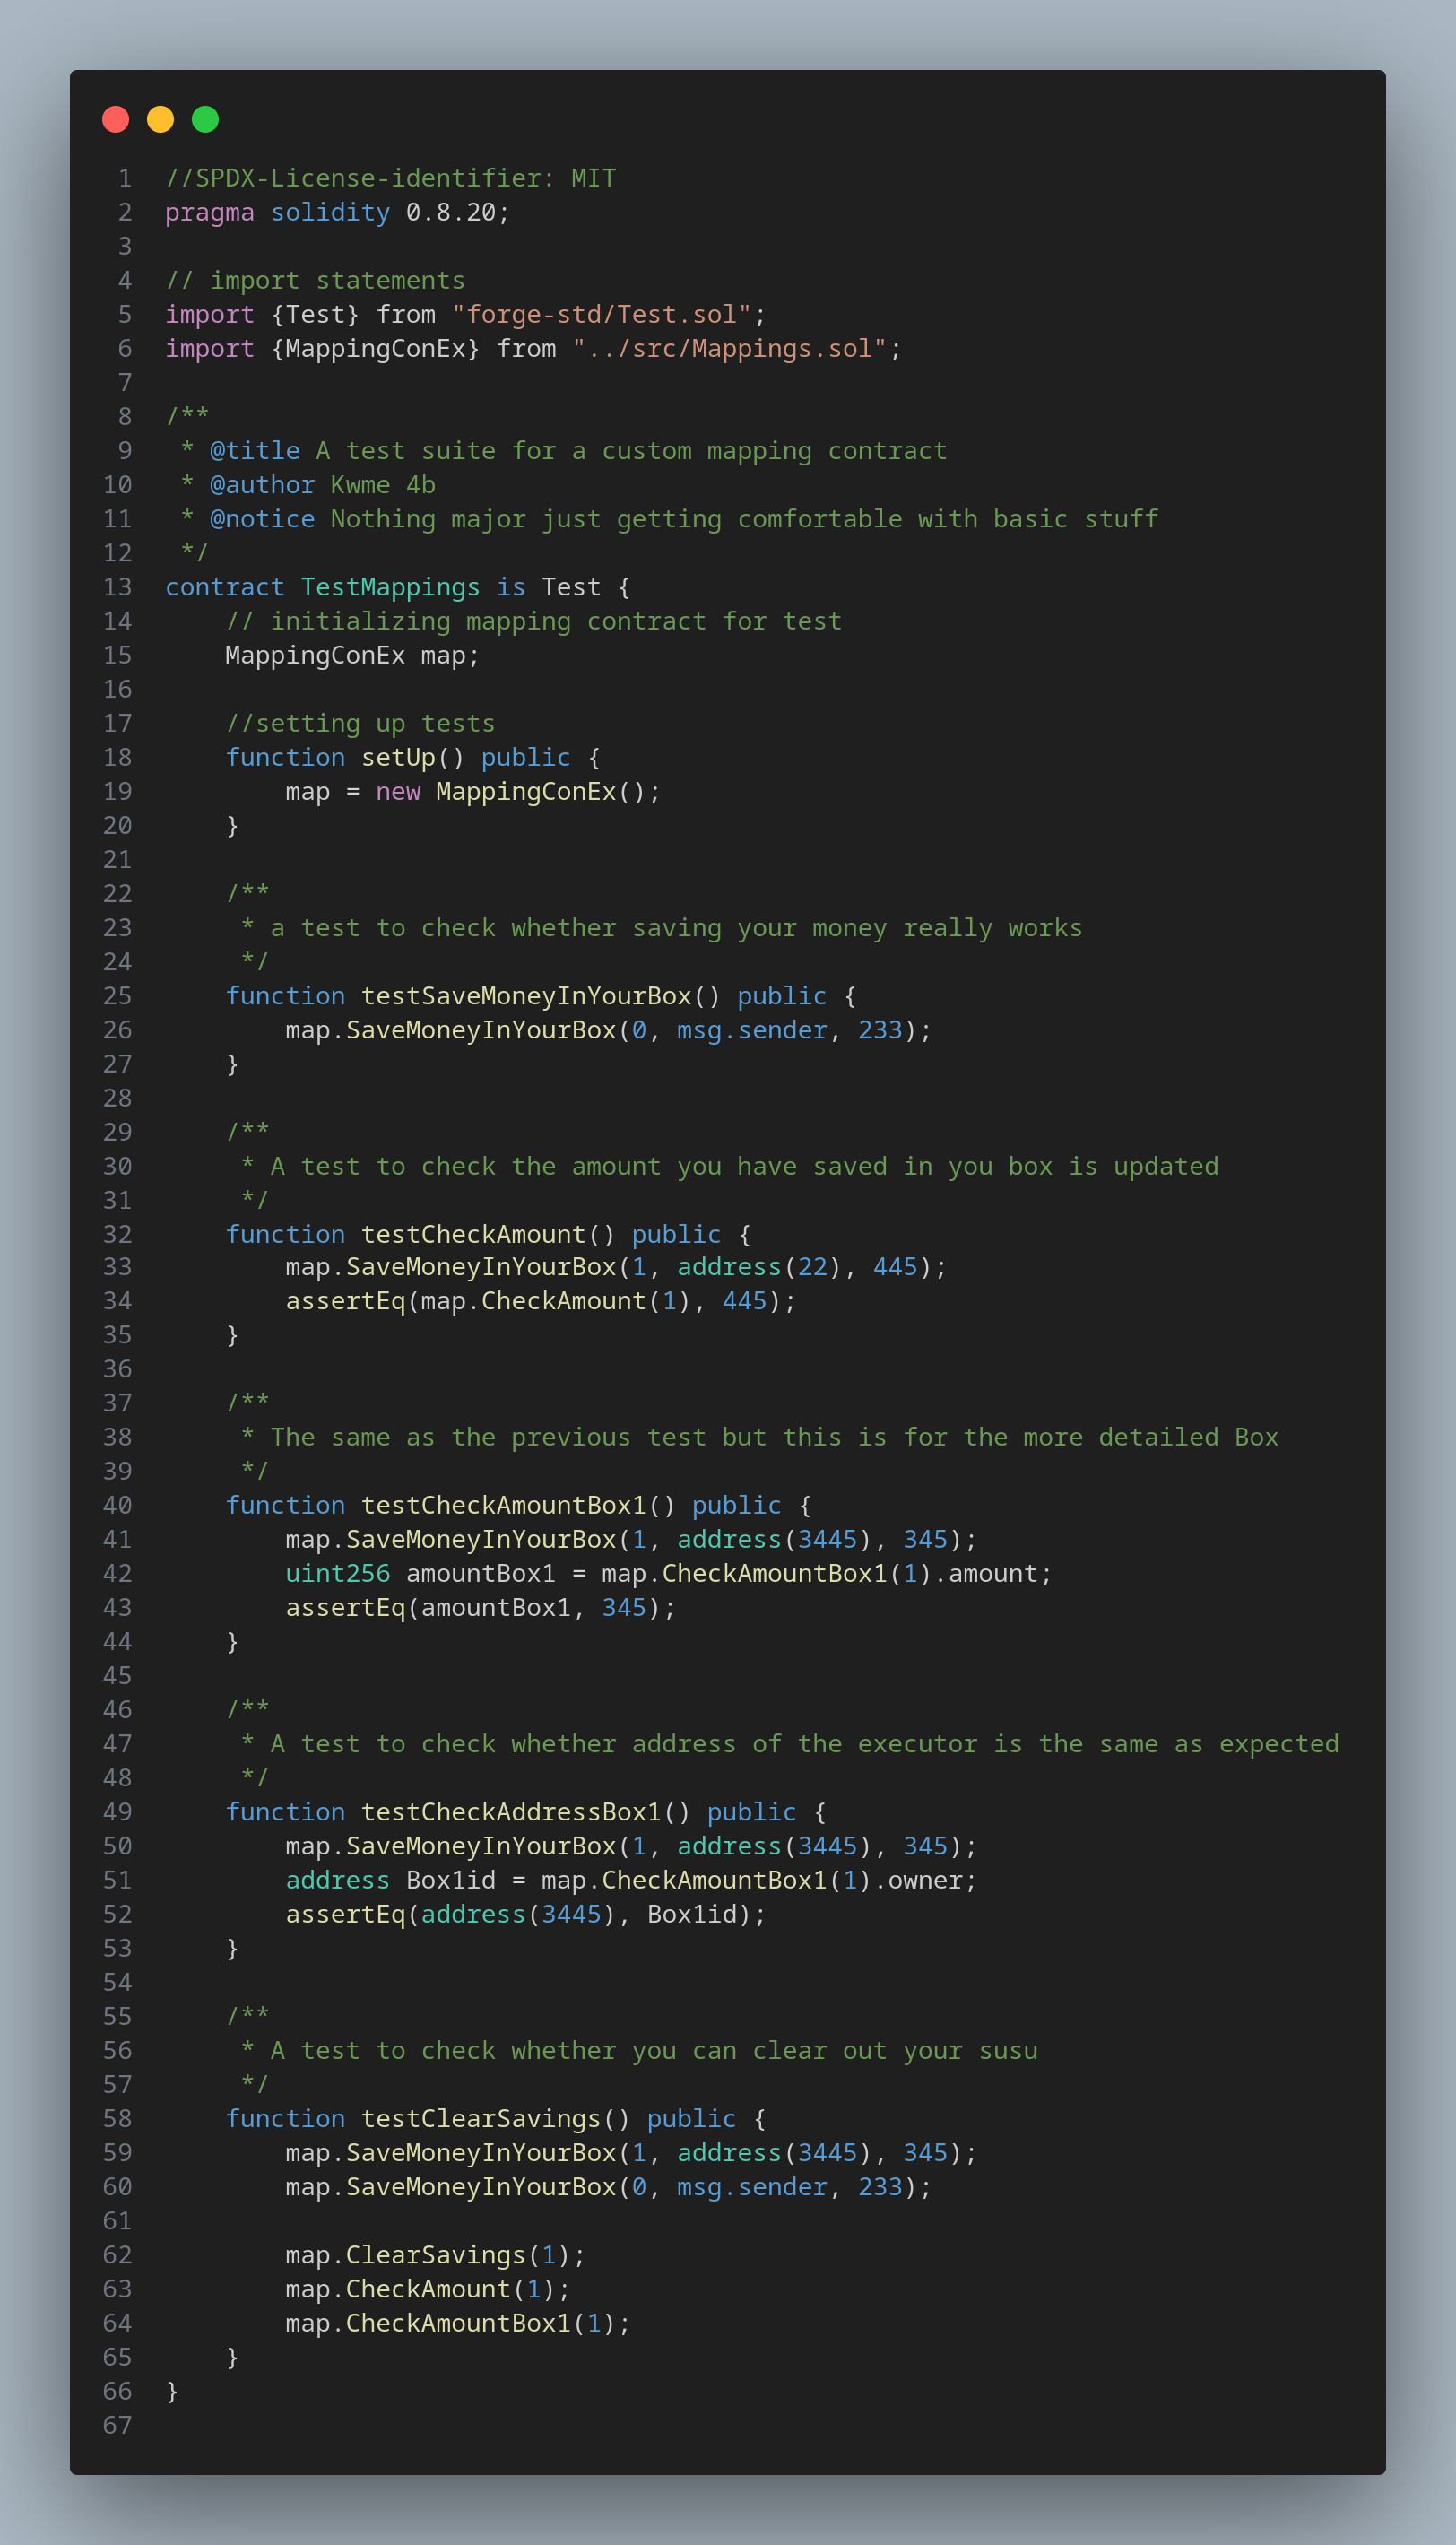 1 //SPDX-License-identifier: MIT
2 pragma solidity 0.8.20;
3
4 // import statements
5 import {Test} from "forge-std/Test.sol";
6 import {MappingConEx} from "../src/Mappings.sol";
7
8 /**
9  * @title A test suite for a custom mapping contract
10  * @author Kwme 4b
11  * @notice Nothing major just getting comfortable with basic stuff
12  */
13 contract TestMappings is Test {
14     // initializing mapping contract for test
15     MappingConEx map;
16
17     //setting up tests
18     function setUp() public {
19         map = new MappingConEx();
20     }
21
22     /**
23      * a test to check whether saving your money really works
24      */
25     function testSaveMoneyInYourBox() public {
26         map.SaveMoneyInYourBox(0, msg.sender, 233);
27     }
28
29     /**
30      * A test to check the amount you have saved in you box is updated
31      */
32     function testCheckAmount() public {
33         map.SaveMoneyInYourBox(1, address(22), 445);
34         assertEq(map.CheckAmount(1), 445);
35     }
36
37     /**
38      * The same as the previous test but this is for the more detailed Box
39      */
40     function testCheckAmountBox1() public {
41         map.SaveMoneyInYourBox(1, address(3445), 345);
42         uint256 amountBox1 = map.CheckAmountBox1(1).amount;
43         assertEq(amountBox1, 345);
44     }
45
46     /**
47      * A test to check whether address of the executor is the same as expected
48      */
49     function testCheckAddressBox1() public {
50         map.SaveMoneyInYourBox(1, address(3445), 345);
51         address Box1id = map.CheckAmountBox1(1).owner;
52         assertEq(address(3445), Box1id);
53     }
54
55     /**
56      * A test to check whether you can clear out your susu
57      */
58     function testClearSavings() public {
59         map.SaveMoneyInYourBox(1, address(3445), 345);
60         map.SaveMoneyInYourBox(0, msg.sender, 233);
61
62         map.ClearSavings(1);
63         map.CheckAmount(1);
64         map.CheckAmountBox1(1);
65     }
66 }
67